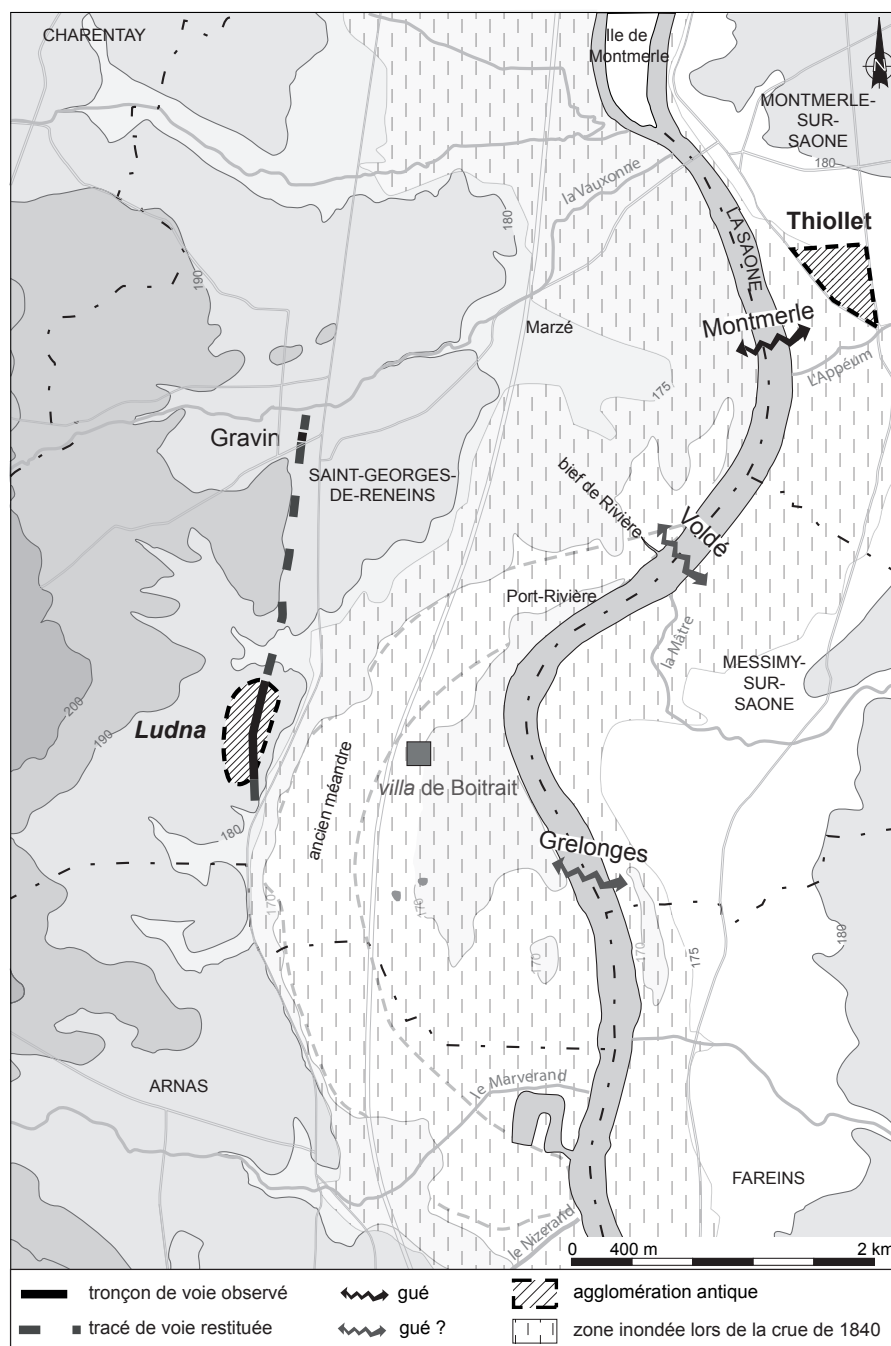 CHARENTAY
Ile de
Montmerle
N
MONTMERLE-
SUR-
SAONE
180
la Vauxonne
180
LA SAONE
Thiollet
190
Montmerle
Marzé
L'Appéum
175
Gravin
SAINT-GEORGES-
DE-RENEINS
bief de Rivière
Voldé
Port-Rivière
la Mâtre
MESSIMY-
SUR-
SAONE
200
190
Ludna
ancien méandre
villa de Boitrait
180
Grelonges
170
170
170
170
175
180
ARNAS
le Marverand
FAREINS
le Nizerand
0 400 m 2 km
tronçon de voie observé
gué
agglomération antique
tracé de voie restituée
gué ?
zone inondée lors de la crue de 1840